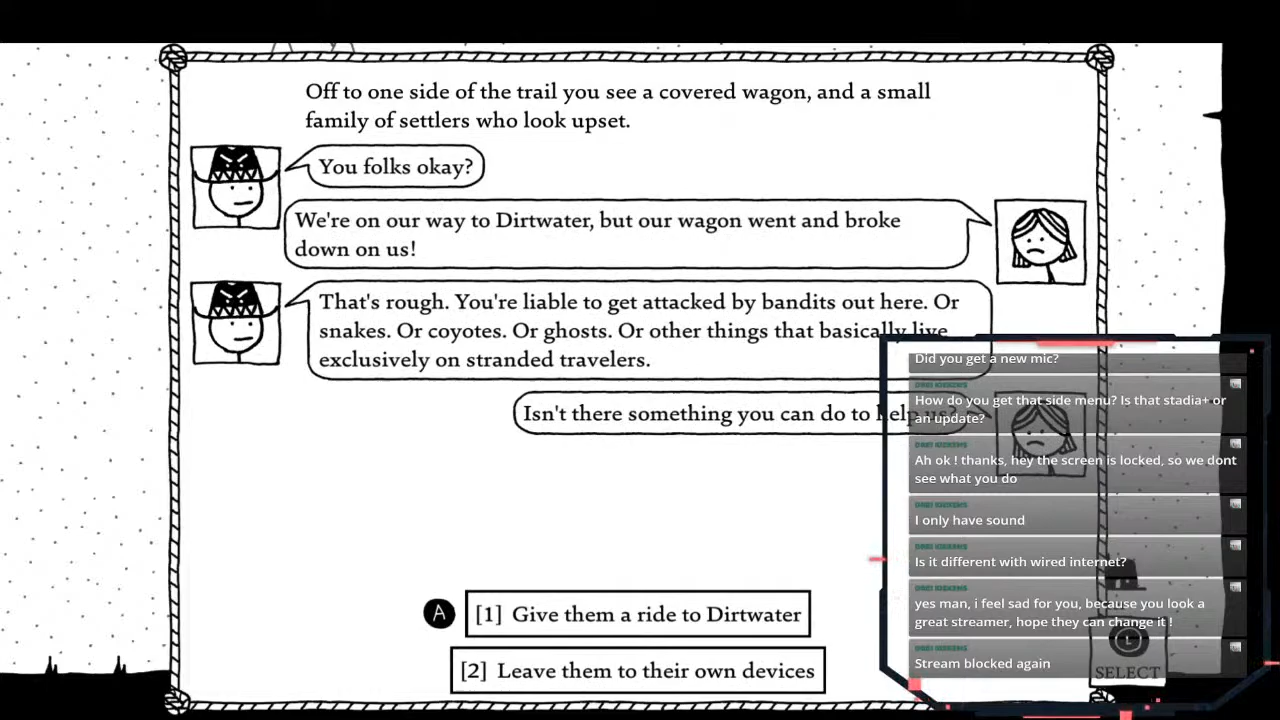 Off to one side of the trail you see a covered wagon, and a small
family of settlers who look upset.
You folks okay?
We're on our way to Dirtwater, but our wagon went and broke
down on us!
That's rough. You're liable to get attacked by bandits out here. Or
snakes. Or coyotes. Or ghosts. Or other things that basically live
exclusively on stranded travelers.
Isn't there something you can do to help us?
A [1] Give them a ride to Dirtwater
[2] Leave them to their own devices
Did you get a new mic?
How do you get that side menu? Is that stadia+ or
an update?
Ah ok ! thanks, hey the screen is locked, so we dont
see what you do
I only have sound
Is it different with wired internet?
yes man, i feel sad for you, because you look a
great streamer, hope they can change it !
Stream blocked again
L
SELECT